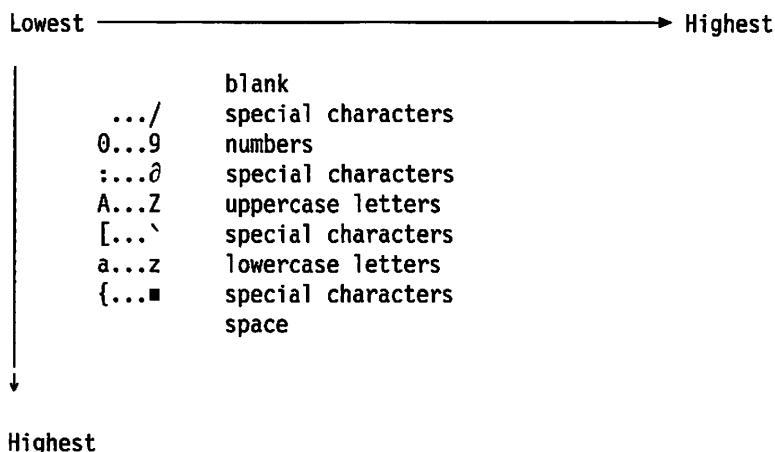 Lowest Highest
blank
.../ special characters
0...9 numbers
:...∂ special characters
A...Z uppercase letters
[...` special characters
a...z lowercase letters
{...■ special characters
space
Highest